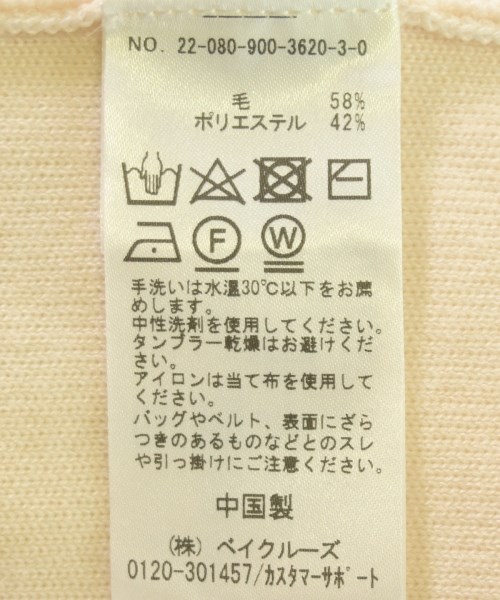 NO. 22-080-900-3620-3-0
毛 58%
ポリエステル 42%
F W
手洗いは水温30℃以下をお薦
めします。
中性洗剤を使用してください。
タンブラー乾燥はお避けくだ
さい。
アイロンは当て布を使用して
ください。
バッグやベルト、表面にざら
つきのあるものなどとのスレ
や引っ掛けにご注意ください。
中国製
(株) ベイクルーズ
0120-301457/カスタマーサポート